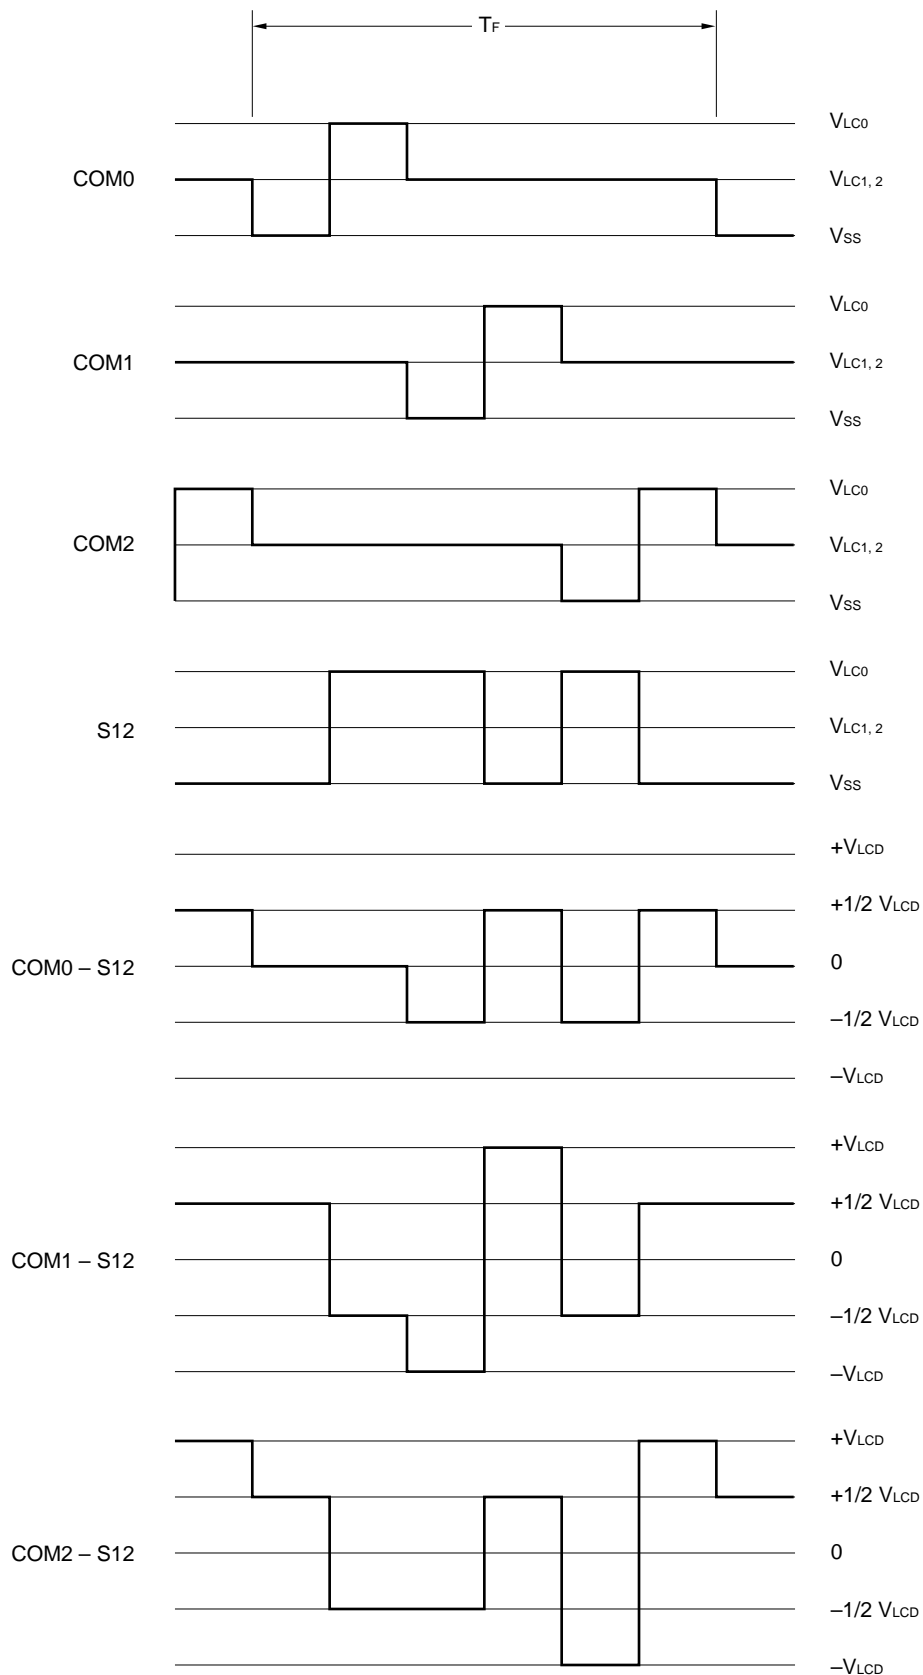 TF
VLC0
COM0
VLC1, 2
VSS
VLC0
COM1
VLC1, 2
VSS
VLC0
COM2
VLC1, 2
VSS
VLC0
S12
VLC1, 2
VSS
+VLCD
+1/2 VLCD
COM0 – S12
0
–1/2 VLCD
–VLCD
+VLCD
+1/2 VLCD
COM1 – S12
0
–1/2 VLCD
–VLCD
+VLCD
+1/2 VLCD
COM2 – S12
0
–1/2 VLCD
–VLCD